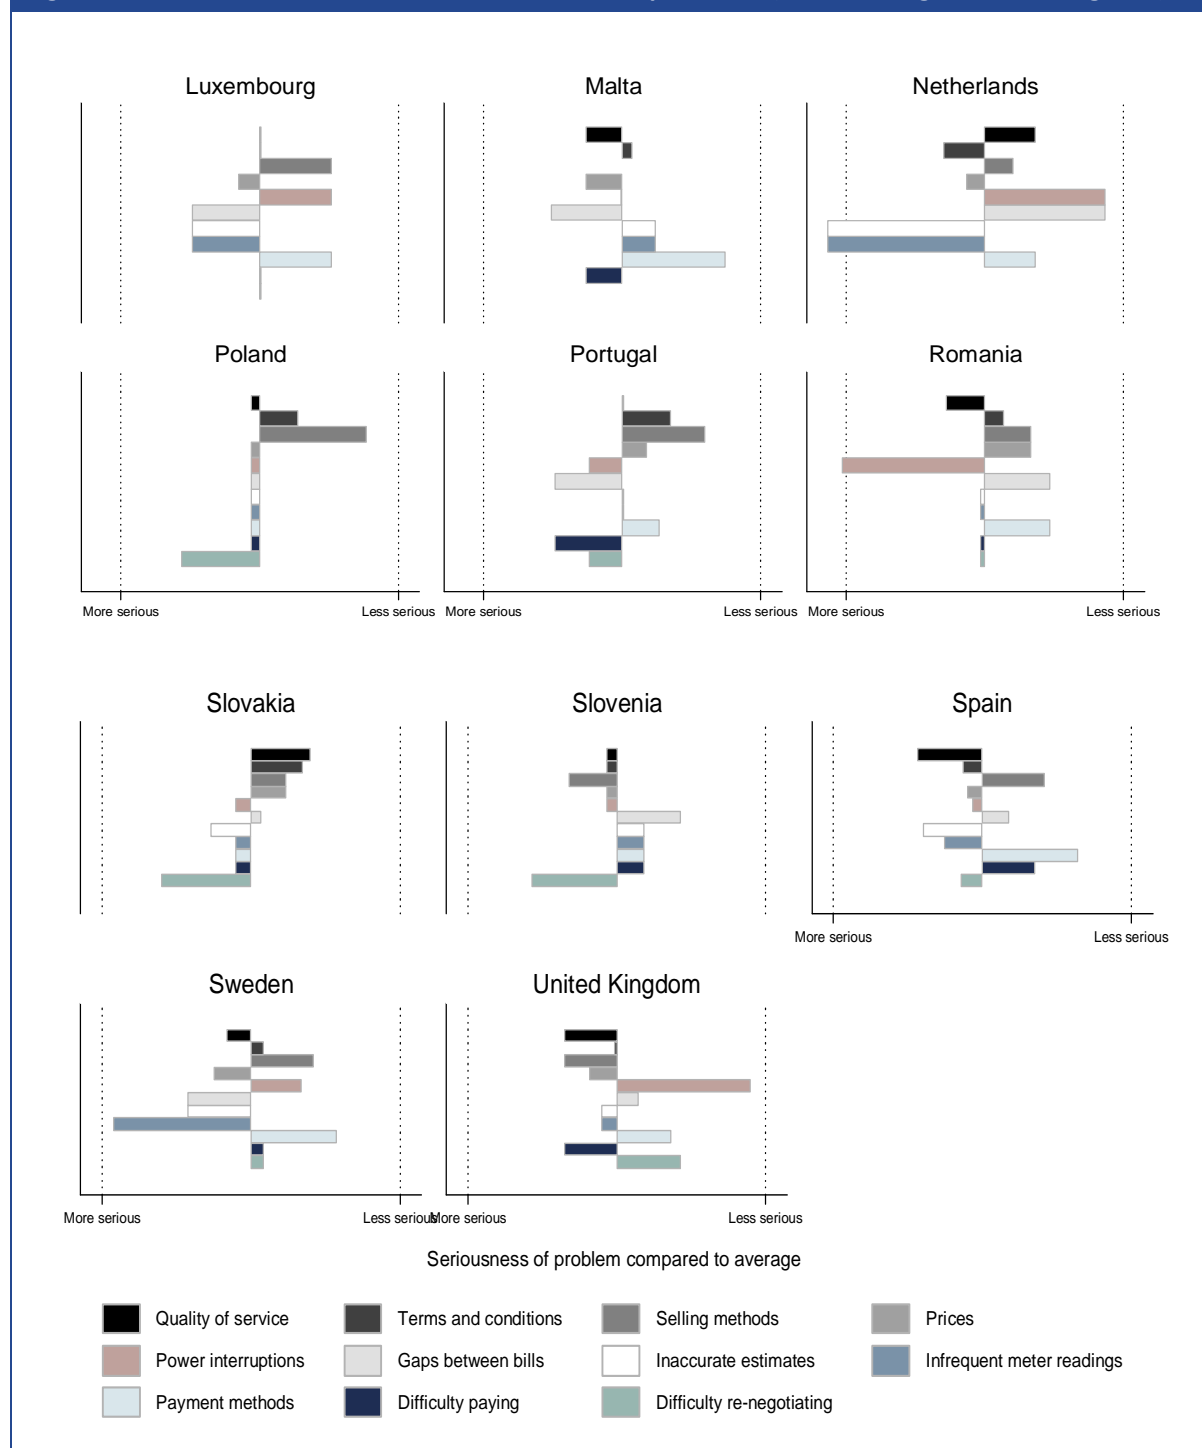 Luxembourg Malta Netherlands
Poland Portugal Romania
More serious Less serious More serious Less serious More serious Less serious
Slovakia Slovenia Spain
More serious Less serious
Sweden United Kingdom
More serious Less serious More serious Less serious
Seriousness of problem compared to average
Quality of service Terms and conditions Selling methods Prices
Power interruptions Gaps between bills Inaccurate estimates Infrequent meter readings
Payment methods Difficulty paying Difficulty re-negotiating